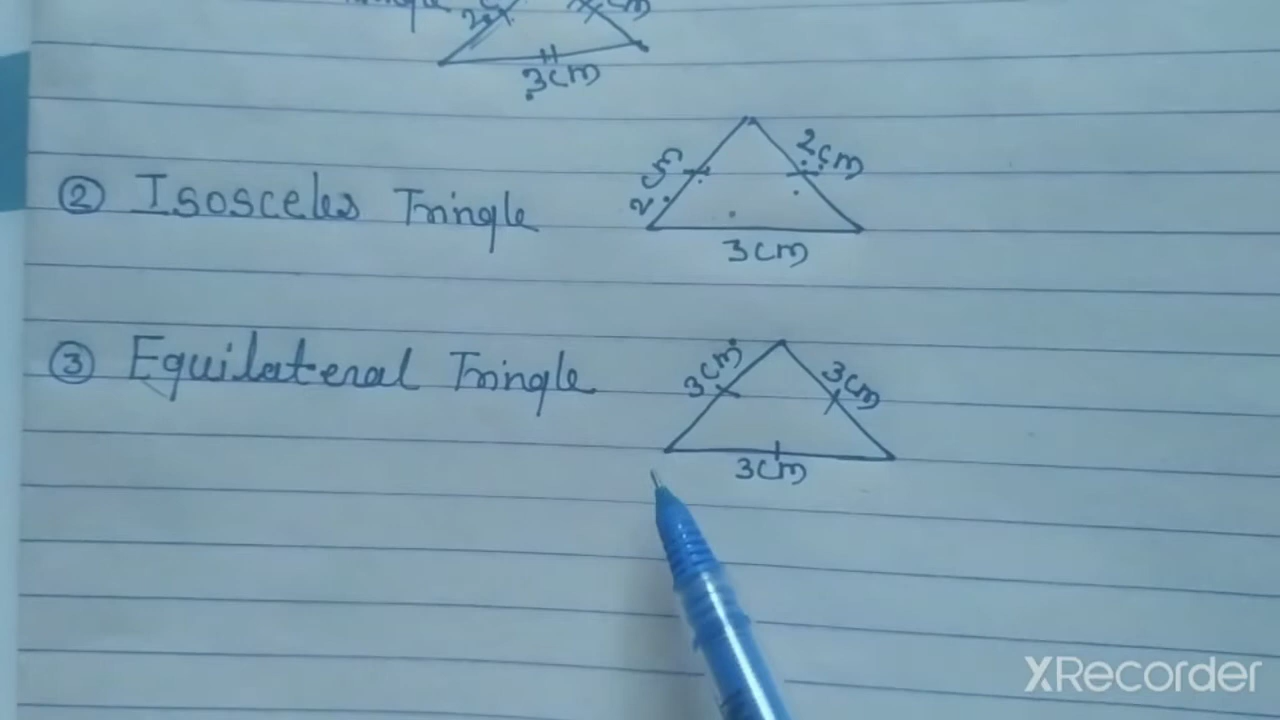 3cm
2cm
2cm
② Isosceles Tringle
3cm
3cm
3cm
③ Equilateral Tringle
3cm
XRecorder